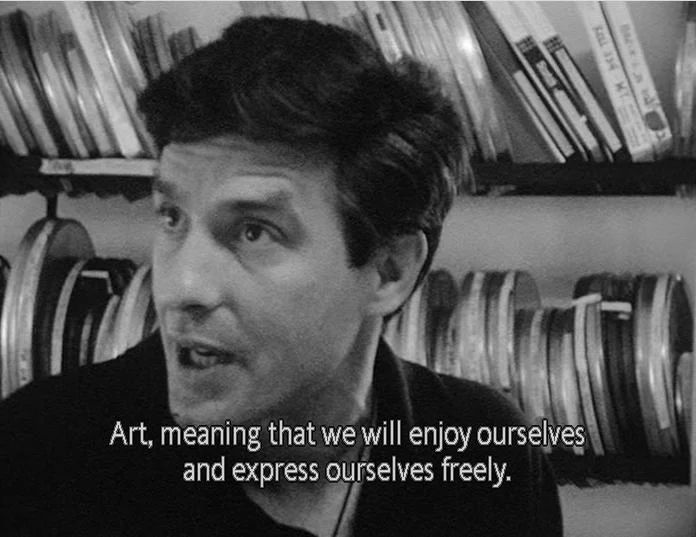 Art, meaning that we will enjoy ourselves
and express ourselves freely.